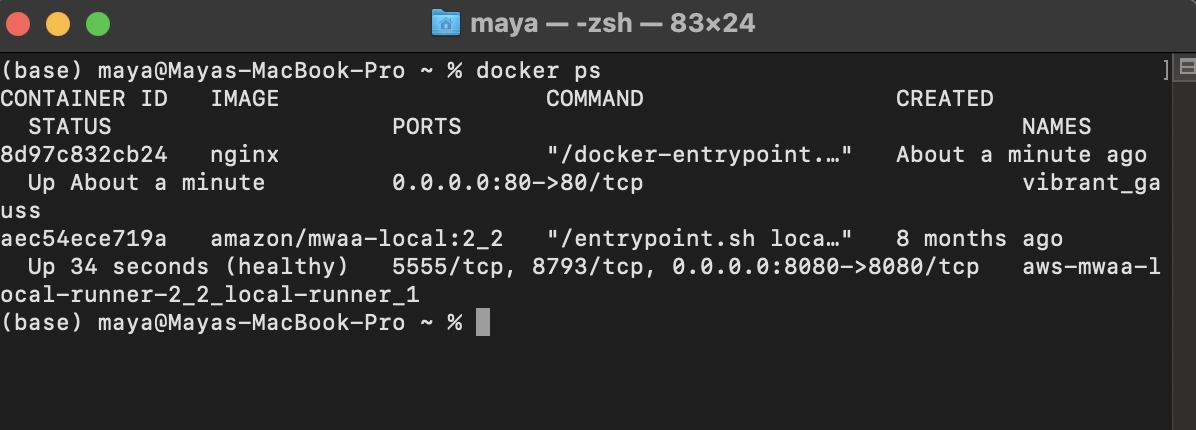 maya — -zsh — 83×24
(base) maya@Mayas-MacBook-Pro ~ % docker ps ]
CONTAINER ID   IMAGE                   COMMAND                  CREATED
  STATUS                    PORTS                                        NAMES
8d97c832cb24   nginx                   "/docker-entrypoint.…"   About a minute ago
  Up About a minute         0.0.0.0:80->80/tcp                           vibrant_ga
uss
aec54ece719a   amazon/mwaa-local:2_2   "/entrypoint.sh loca…"   8 months ago
  Up 34 seconds (healthy)   5555/tcp, 8793/tcp, 0.0.0.0:8080->8080/tcp   aws-mwaa-l
ocal-runner-2_2_local-runner_1
(base) maya@Mayas-MacBook-Pro ~ %